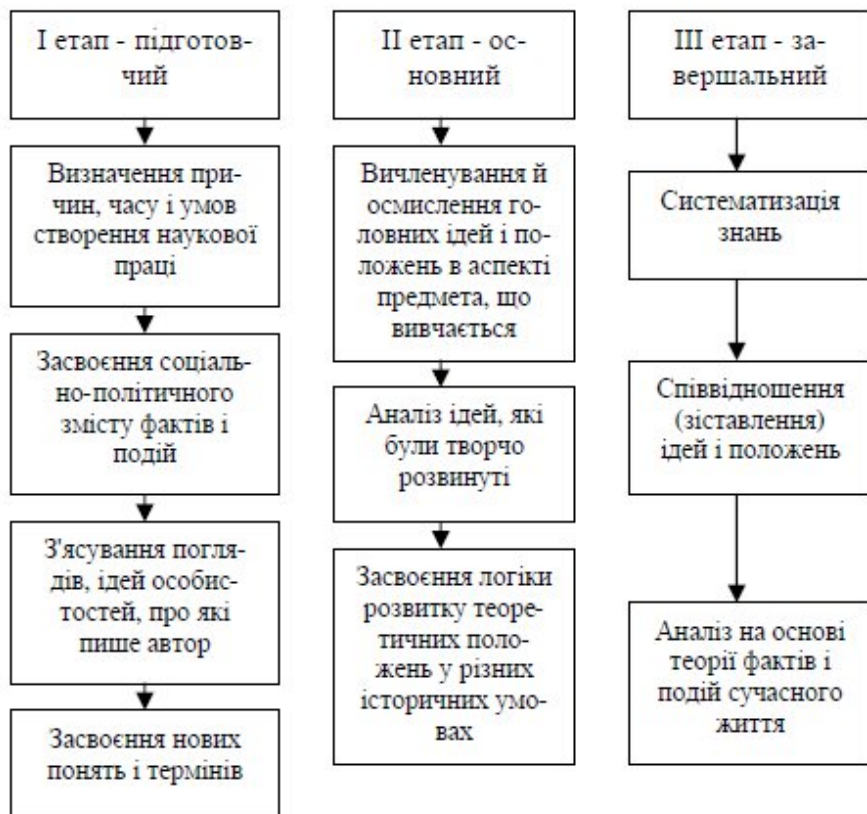 І етап - підготов-
чий
Визначення при-
чин, часу і умов
створення наукової
праці
Засвоєння соціаль-
но-політичного
змісту фактів і
подій
З'ясування погля-
дів, ідей особис-
тостей, про які
пише автор
Засвоєння нових
понять і термінів
ІІ етап - ос-
новний
Вичленування й
осмислення го-
ловних ідей і по-
ложень в аспекті
предмета, що
вивчається
Аналіз ідей, які
були творчо
розвинуті
Засвоєння логіки
розвитку теоре-
тичних поло-
жень у різних
історичних умо-
вах
ІІІ етап - за-
вершальний
Систематизація
знань
Співвідношення
(зіставлення)
ідей і положень
Аналіз на основі
теорії фактів і
подій сучасного
життя